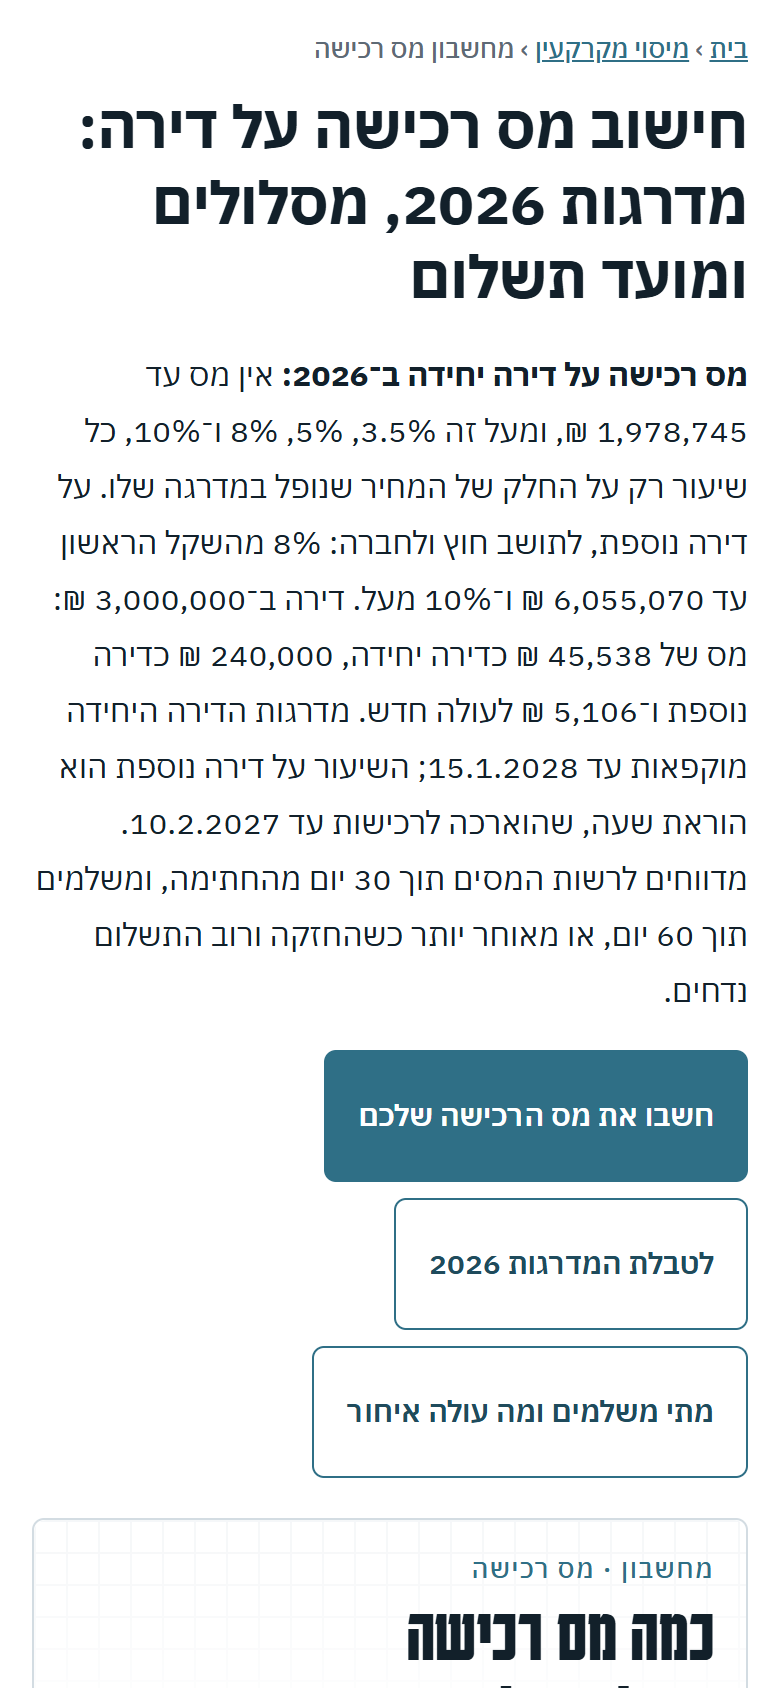 בית › מיסוי מקרקעין › מחשבון מס רכישה
חישוב מס רכישה על דירה:
מדרגות 2026, מסלולים
ומועד תשלום
מס רכישה על דירה יחידה ב־2026: אין מס עד
1,978,745 ₪, ומעל זה 3.5%, 5%, 8% ו־10%, כל
שיעור רק על החלק של המחיר שנופל במדרגה שלו. על
דירה נוספת, לתושב חוץ ולחברה: 8% מהשקל הראשון
עד 6,055,070 ₪ ו־10% מעל. דירה ב־3,000,000 ₪:
מס של 45,538 ₪ כדירה יחידה, 240,000 ₪ כדירה
נוספת ו־5,106 ₪ לעולה חדש. מדרגות הדירה היחידה
מוקפאות עד 15.1.2028; השיעור על דירה נוספת הוא
הוראת שעה, שהוארכה לרכישות עד 10.2.2027.
מדווחים לרשות המסים תוך 30 יום מהחתימה, ומשלמים
תוך 60 יום, או מאוחר יותר כשהחזקה ורוב התשלום
נדחים.
חשבו את מס הרכישה שלכם
לטבלת המדרגות 2026
מתי משלמים ומה עולה איחור
מחשבון · מס רכישה
כמה מס רכישה